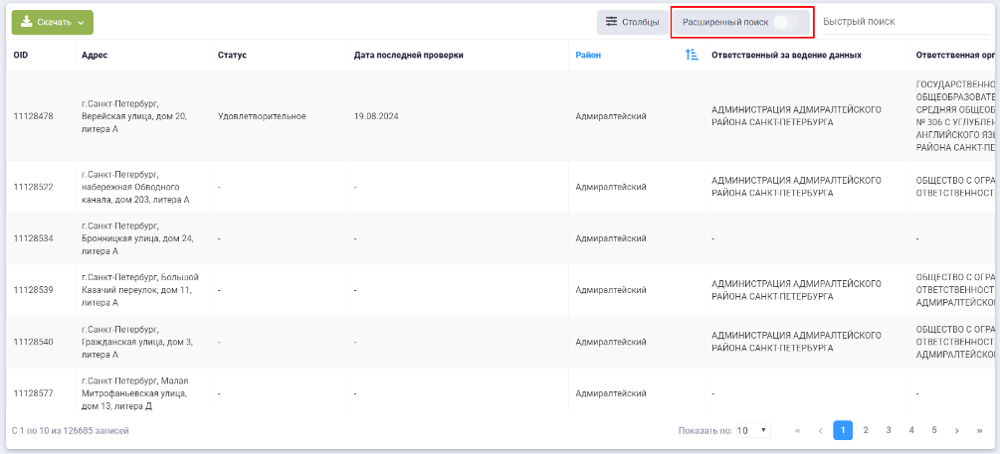 Скачать
Столбцы
Расширенный поиск
Быстрый поиск
OID
Адрес
Статус
Дата последней проверки
Район
Ответственный за ведение данных
Ответственная орг
11128478
г.Санкт-Петербург,
Верейская улица, дом 20,
литера А
Удовлетворительное
19.08.2024
Адмиралтейский
АДМИНИСТРАЦИЯ АДМИРАЛТЕЙСКОГО
РАЙОНА САНКТ-ПЕТЕРБУРГА
ГОСУДАРСТВЕННО
ОБЩЕОБРАЗОВАТЕ
СРЕДНЯЯ ОБЩЕОБ
№ 306 С УГЛУБЛЕН
АНГЛИЙСКОГО ЯЗЫ
РАЙОНА САНКТ-ПЕ
11128522
г.Санкт-Петербург,
набережная Обводного
канала, дом 203, литера А
-
-
Адмиралтейский
АДМИНИСТРАЦИЯ АДМИРАЛТЕЙСКОГО
РАЙОНА САНКТ-ПЕТЕРБУРГА
ОБЩЕСТВО С ОГРА
ОТВЕТСТВЕННОСТ
11128534
г.Санкт-Петербург,
Бронницкая улица, дом 24,
литера А
-
-
Адмиралтейский
-
-
11128539
г.Санкт-Петербург, Большой
Казачий переулок, дом 11,
литера А
-
-
Адмиралтейский
АДМИНИСТРАЦИЯ АДМИРАЛТЕЙСКОГО
РАЙОНА САНКТ-ПЕТЕРБУРГА
ОБЩЕСТВО С ОГРА
ОТВЕТСТВЕННОСТ
АДМИРАЛТЕЙСКОГ
11128540
г.Санкт-Петербург,
Гражданская улица, дом 3,
литера А
-
-
Адмиралтейский
АДМИНИСТРАЦИЯ АДМИРАЛТЕЙСКОГО
РАЙОНА САНКТ-ПЕТЕРБУРГА
ОБЩЕСТВО С ОГРА
ОТВЕТСТВЕННОСТ
АДМИРАЛТЕЙСКОГ
11128577
г.Санкт-Петербург, Малая
Митрофаньевская улица,
дом 13, литера Д
-
-
Адмиралтейский
-
-
С 1 по 10 из 126685 записей
Показать по: 10
« ‹ 1 2 3 4 5 › »